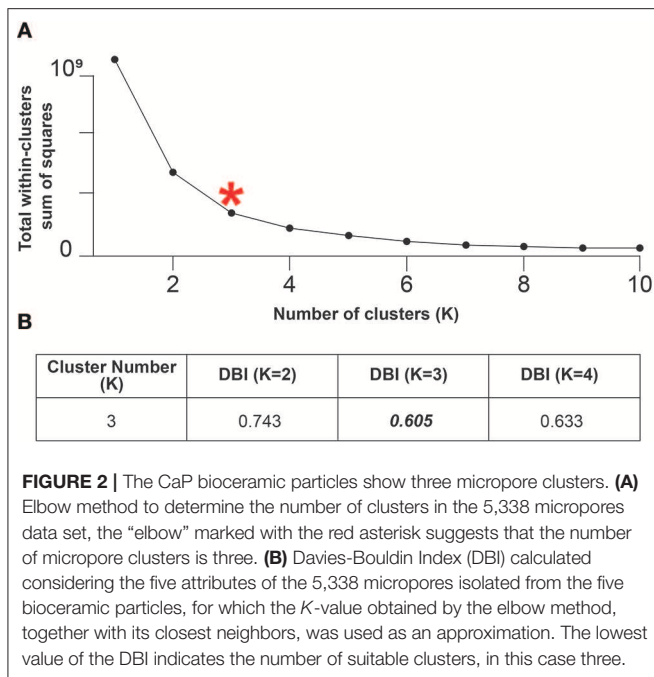 A
10⁹
Total within-clusters
sum of squares
0
*
2 4 6 8 10
Number of clusters (K)
B
Cluster Number (K) DBI (K=2) DBI (K=3) DBI (K=4)
3 0.743 0.605 0.633
FIGURE 2 | The CaP bioceramic particles show three micropore clusters. (A)
Elbow method to determine the number of clusters in the 5,338 micropores
data set, the “elbow” marked with the red asterisk suggests that the number
of micropore clusters is three. (B) Davies-Bouldin Index (DBI) calculated
considering the five attributes of the 5,338 micropores isolated from the five
bioceramic particles, for which the K-value obtained by the elbow method,
together with its closest neighbors, was used as an approximation. The lowest
value of the DBI indicates the number of suitable clusters, in this case three.